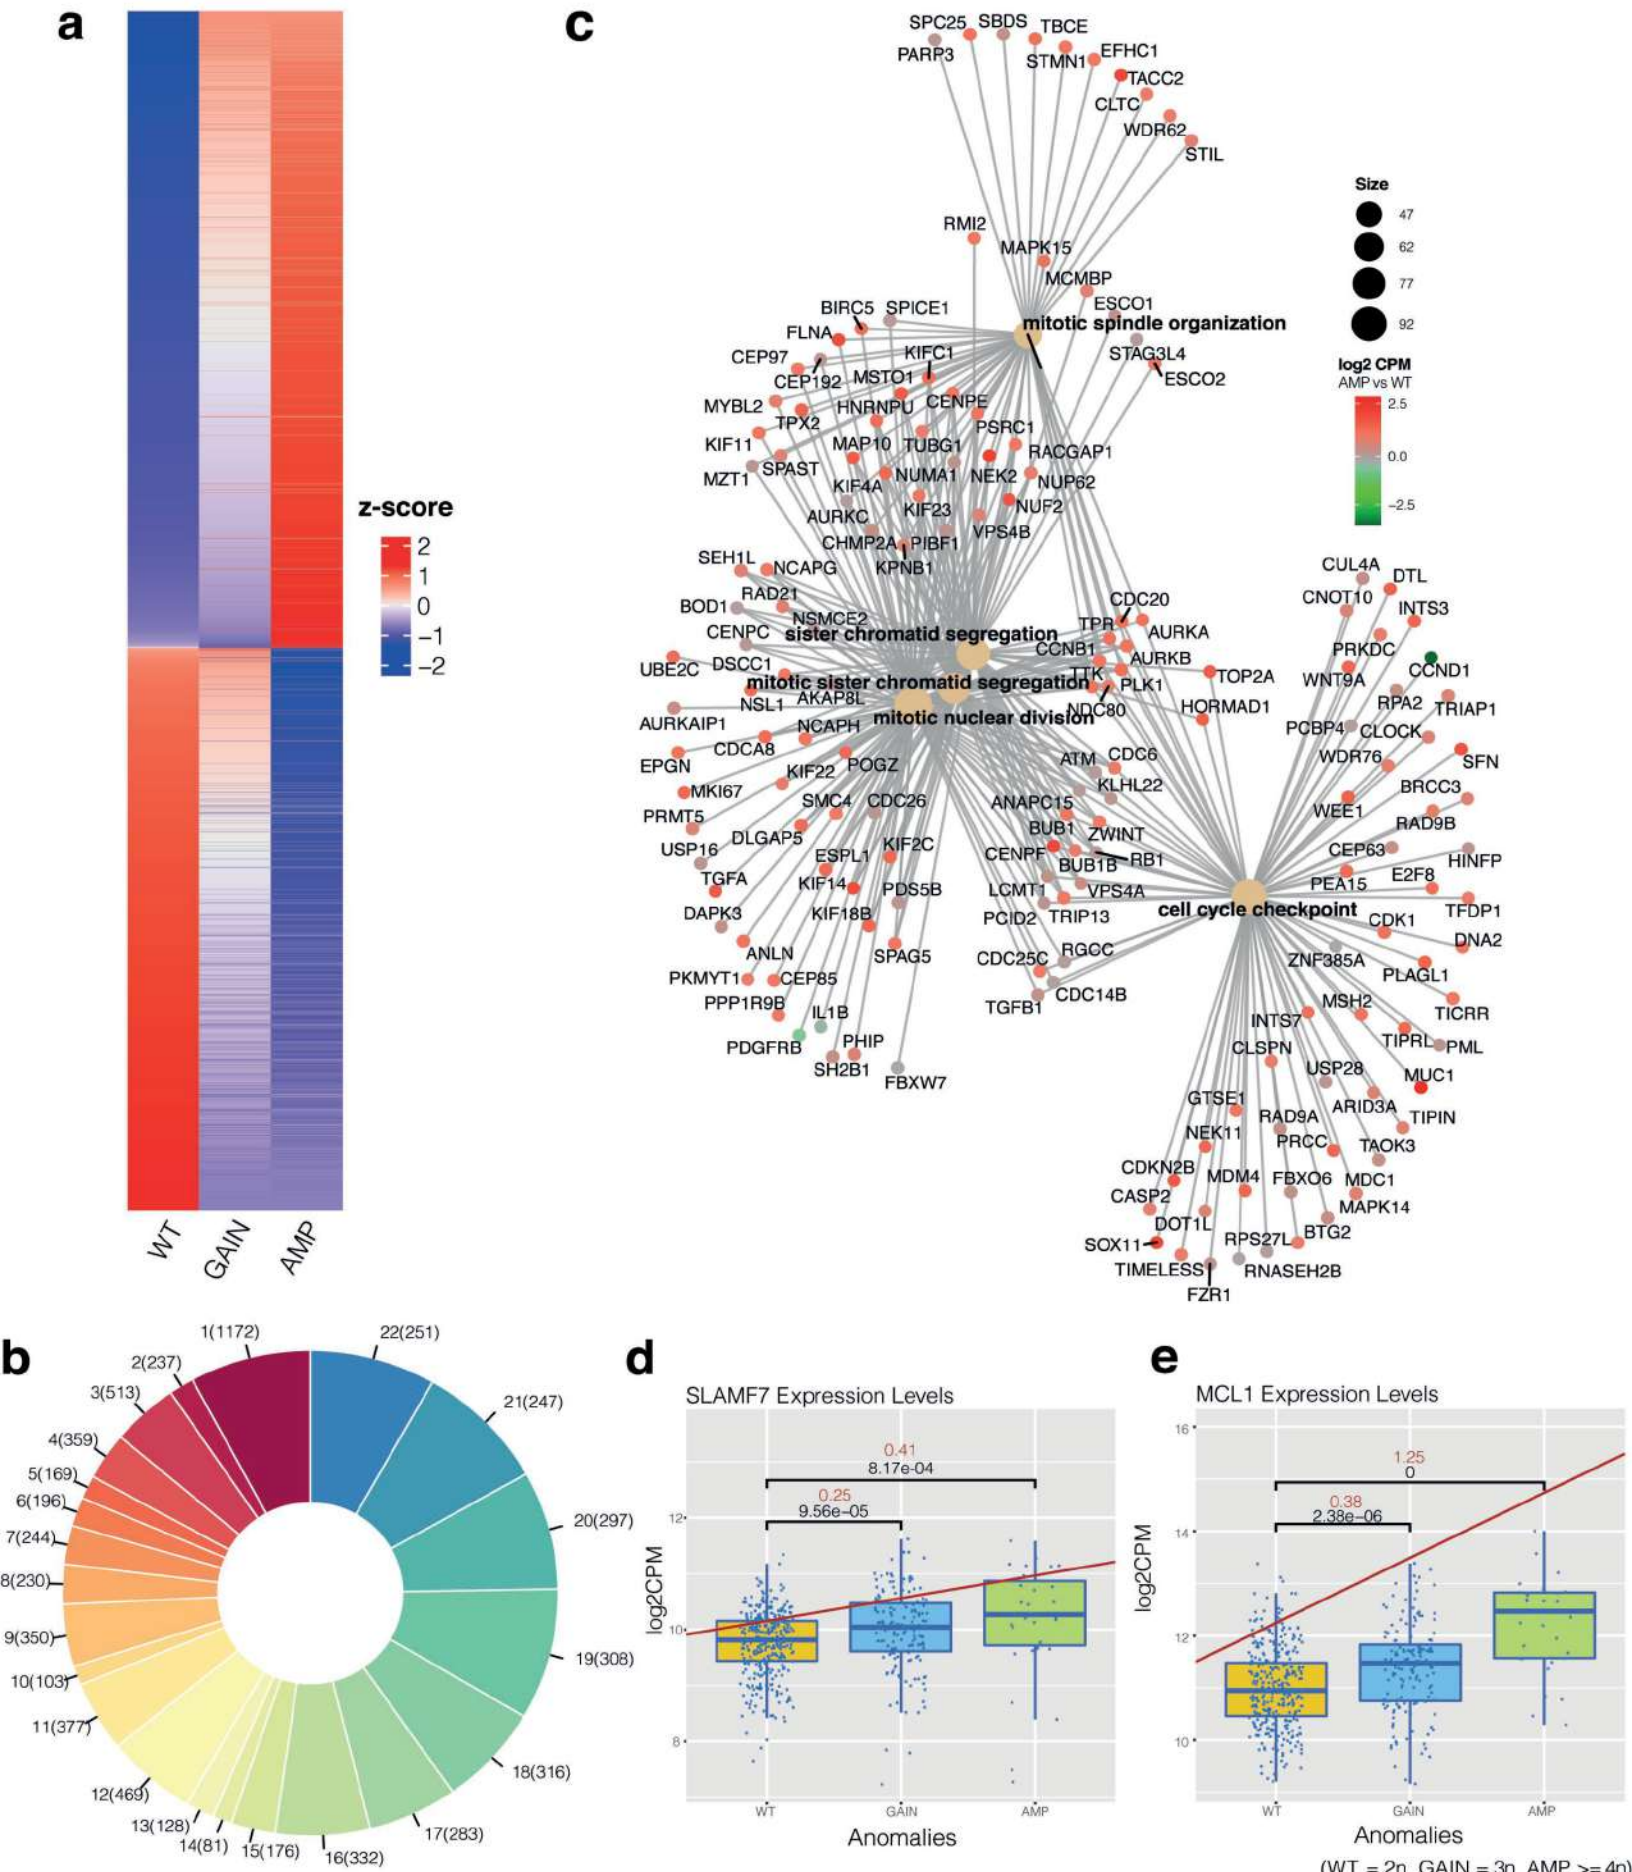 a
z-score
2
1
0
−1
−2
WT
GAIN
AMP
c
SPC25
SBDS
TBCE
PARP3
STMN1
EFHC1
TACC2
CLTC
WDR62
STIL
RMI2
MAPK15
MCMBP
ESCO1
mitotic spindle organization
STAG3L4
ESCO2
BIRC5
SPICE1
FLNA
CEP97
KIFC1
CEP192
MSTO1
MYBL2
HNRNPU
CENPE
TPX2
PSRC1
KIF11
MAP10
TUBG1
RACGAP1
MZT1
SPAST
NUMA1
NEK2
NUP62
KIF4A
AURKC
KIF23
NUF2
VPS4B
CHMP2A
PIBF1
KPNB1
SEH1L
NCAPG
RAD21
BOD1
NSMCE2
CENPC
sister chromatid segregation
CDC20
TPR
AURKA
CCNB1
AURKB
UBE2C
DSCC1
mitotic sister chromatid segregation
TTK
PLK1
TOP2A
NSL1
AKAP8L
NDC80
HORMAD1
AURKAIP1
NCAPH
mitotic nuclear division
CDCA8
EPGN
KIF22
POGZ
ATM
CDC6
MKI67
KLHL22
PRMT5
SMC4
CDC26
ANAPC15
DLGAP5
BUB1
ZWINT
USP16
ESPL1
KIF2C
CENPF
BUB1B
RB1
TGFA
KIF14
PDS5B
LCMT1
VPS4A
DAPK3
KIF18B
PCID2
TRIP13
ANLN
SPAG5
CDC25C
RGCC
PKMYT1
CEP85
CDC14B
PPP1R9B
IL1B
TGFB1
PDGFRB
PHIP
SH2B1
FBXW7
Size
47
62
77
92
log2 CPM
AMP vs WT
2.5
0.0
−2.5
CUL4A
DTL
CNOT10
INTS3
PRKDC
CCND1
WNT9A
RPA2
TRIAP1
PCBP4
CLOCK
WDR76
SFN
BRCC3
WEE1
RAD9B
CEP63
HINFP
PEA15
E2F8
cell cycle checkpoint
TFDP1
CDK1
DNA2
ZNF385A
PLAGL1
MSH2
TICRR
INTS7
TIPRL
PML
CLSPN
USP28
MUC1
GTSE1
ARID3A
TIPIN
RAD9A
NEK11
PRCC
TAOK3
CDKN2B
MDM4
FBXO6
MDC1
CASP2
MAPK14
DOT1L
BTG2
SOX11
RPS27L
TIMELESS
RNASEH2B
FZR1
b
1(1172)
2(237)
3(513)
4(359)
5(169)
6(196)
7(244)
8(230)
9(350)
10(103)
11(377)
12(469)
13(128)
14(81)
15(176)
16(332)
17(283)
18(316)
19(308)
20(297)
21(247)
22(251)
d
SLAMF7 Expression Levels
0.41
8.17e-04
0.25
9.56e−05
12
10
8
log2CPM
WT
GAIN
AMP
Anomalies
e
MCL1 Expression Levels
1.25
0
0.38
2.38e−06
16
14
12
10
log2CPM
WT
GAIN
AMP
Anomalies
(WT = 2n, GAIN = 3n, AMP >= 4n)